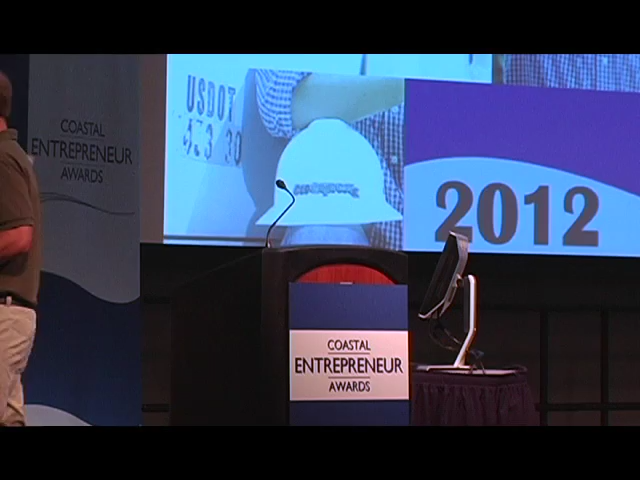 USDOT
COASTAL
ENTREPRENEUR
AWARDS
2012
COASTAL
ENTREPRENEUR
AWARDS